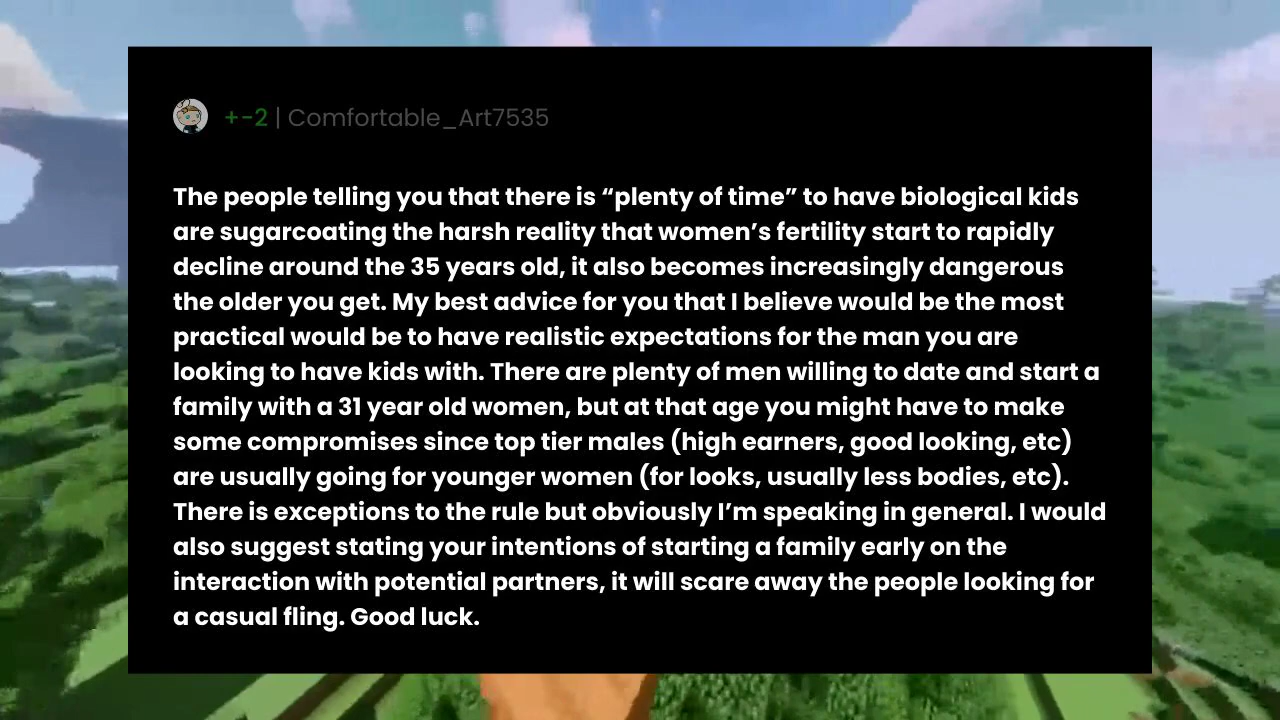 +-2 | Comfortable_Art7535
The people telling you that there is “plenty of time” to have biological kids
are sugarcoating the harsh reality that women’s fertility start to rapidly
decline around the 35 years old, it also becomes increasingly dangerous
the older you get. My best advice for you that I believe would be the most
practical would be to have realistic expectations for the man you are
looking to have kids with. There are plenty of men willing to date and start a
family with a 31 year old women, but at that age you might have to make
some compromises since top tier males (high earners, good looking, etc)
are usually going for younger women (for looks, usually less bodies, etc).
There is exceptions to the rule but obviously I’m speaking in general. I would
also suggest stating your intentions of starting a family early on the
interaction with potential partners, it will scare away the people looking for
a casual fling. Good luck.